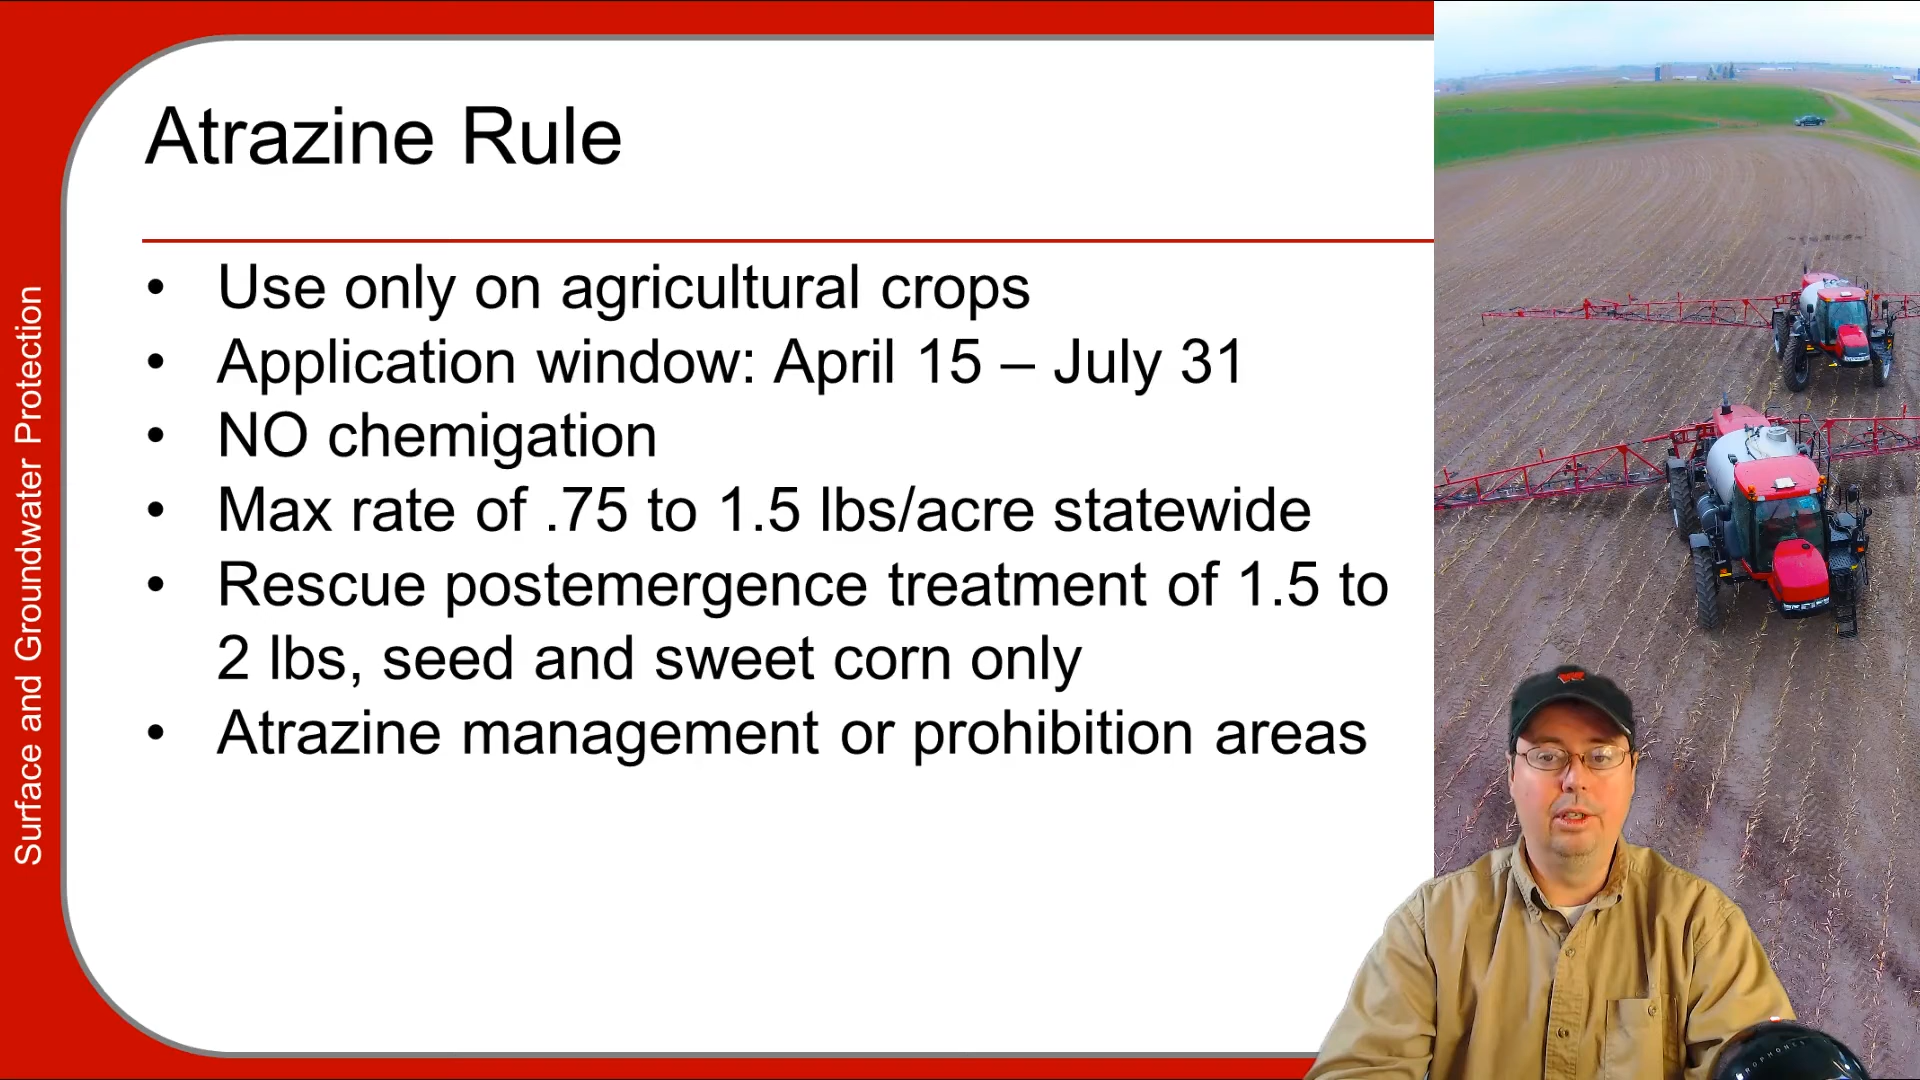 Surface and Groundwater Protection
Atrazine Rule
• Use only on agricultural crops
• Application window: April 15 – July 31
• NO chemigation
• Max rate of .75 to 1.5 lbs/acre statewide
• Rescue postemergence treatment of 1.5 to
2 lbs, seed and sweet corn only
• Atrazine management or prohibition areas